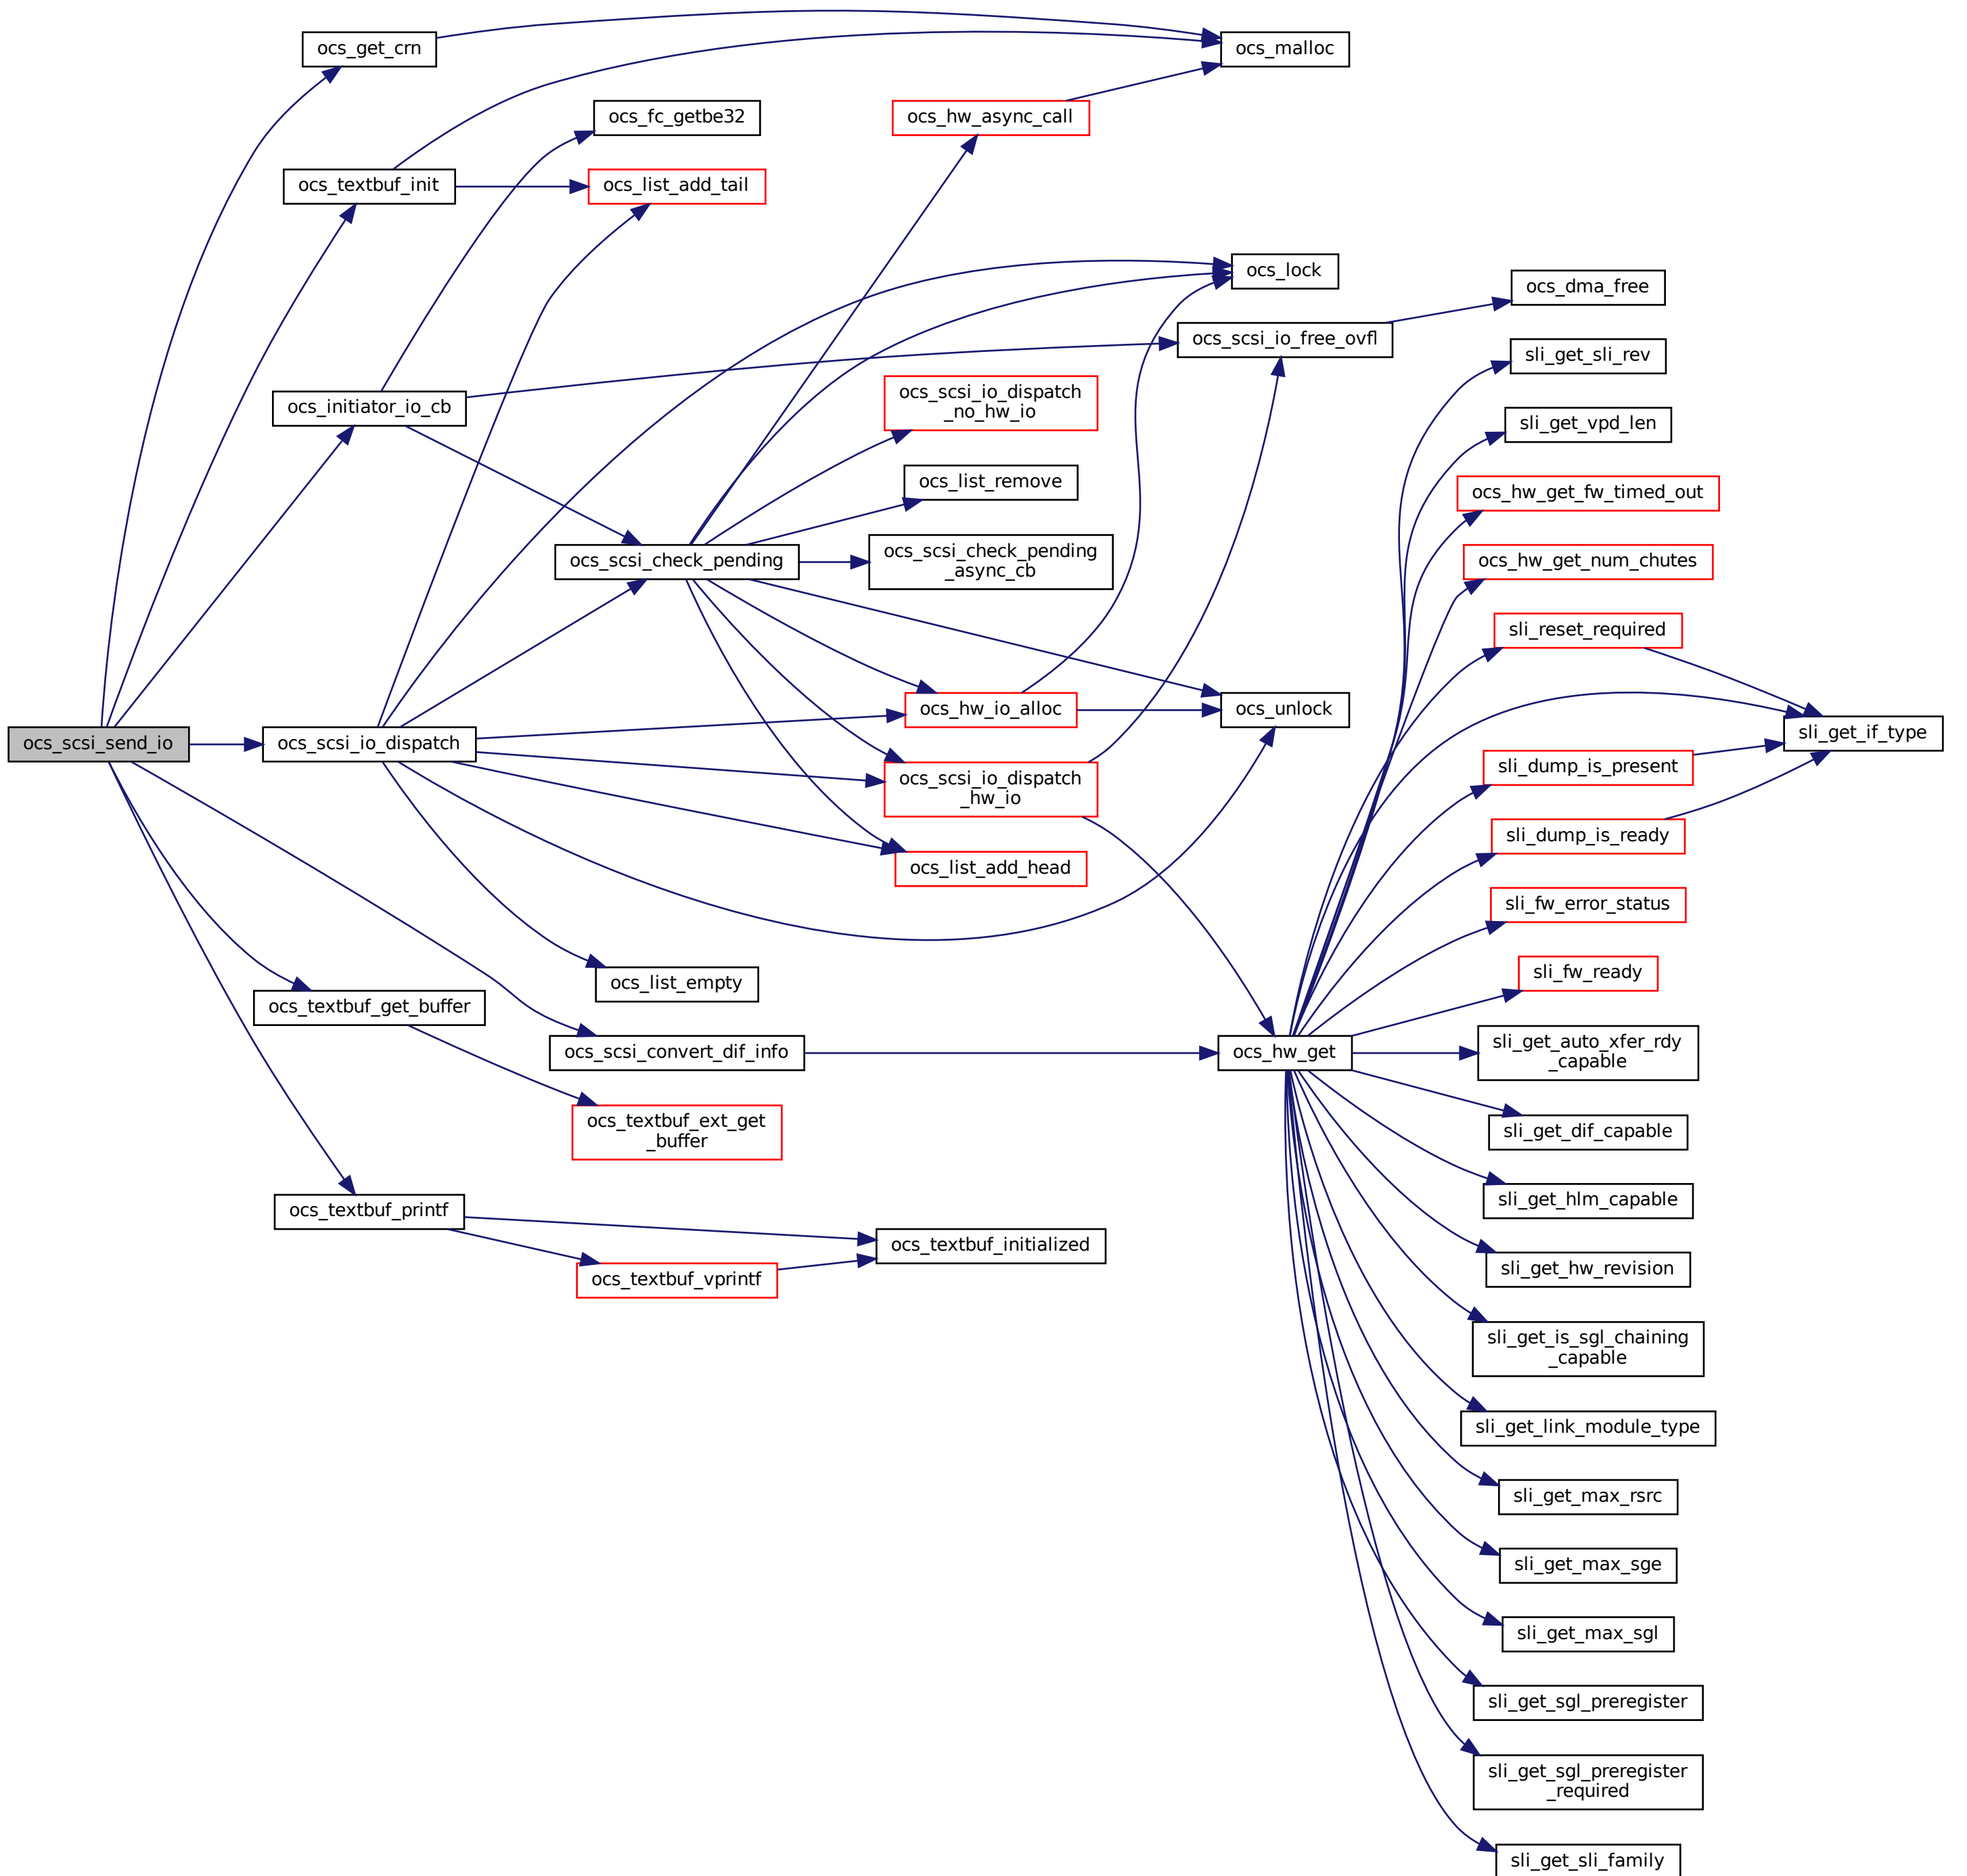 ocs_get_crn
ocs_malloc
ocs_fc_getbe32
ocs_hw_async_call
ocs_textbuf_init
ocs_list_add_tail
ocs_lock
ocs_dma_free
ocs_scsi_io_free_ovfl
sli_get_sli_rev
ocs_initiator_io_cb
ocs_scsi_io_dispatch
_no_hw_io
sli_get_vpd_len
ocs_list_remove
ocs_hw_get_fw_timed_out
ocs_scsi_check_pending
ocs_scsi_check_pending
_async_cb
ocs_hw_get_num_chutes
sli_reset_required
ocs_hw_io_alloc
ocs_unlock
sli_get_if_type
ocs_scsi_send_io
ocs_scsi_io_dispatch
ocs_scsi_io_dispatch
_hw_io
sli_dump_is_present
sli_dump_is_ready
ocs_list_add_head
sli_fw_error_status
sli_fw_ready
ocs_list_empty
ocs_textbuf_get_buffer
ocs_scsi_convert_dif_info
ocs_hw_get
sli_get_auto_xfer_rdy
_capable
ocs_textbuf_ext_get
_buffer
sli_get_dif_capable
sli_get_hlm_capable
ocs_textbuf_printf
ocs_textbuf_initialized
sli_get_hw_revision
ocs_textbuf_vprintf
sli_get_is_sgl_chaining
_capable
sli_get_link_module_type
sli_get_max_rsrc
sli_get_max_sge
sli_get_max_sgl
sli_get_sgl_preregister
sli_get_sgl_preregister
_required
sli_get_sli_family